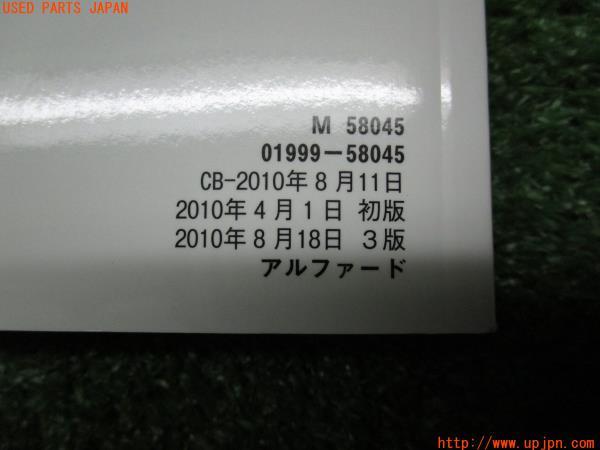 USED PARTS JAPAN
M 58045
01999-58045
CB-2010年8月11日
2010年4月1日 初版
2010年8月18日 3版
アルファード
http://www.upjpn.com/